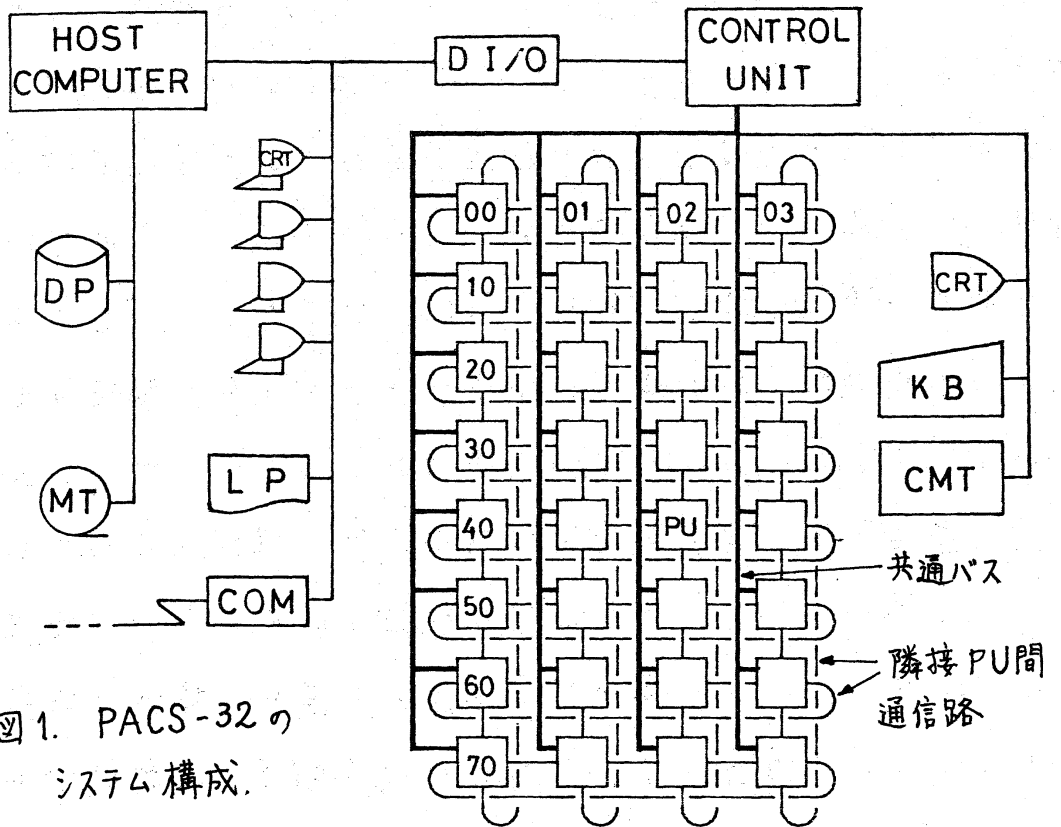 HOST
COMPUTER
D I/O
CONTROL
UNIT
CRT
00
01
02
03
DP
10
CRT
20
KB
30
MT
LP
CMT
40
PU
共通バス
COM
50
隣接PU間
通信路
60
図1. PACS-32の
システム構成.
70